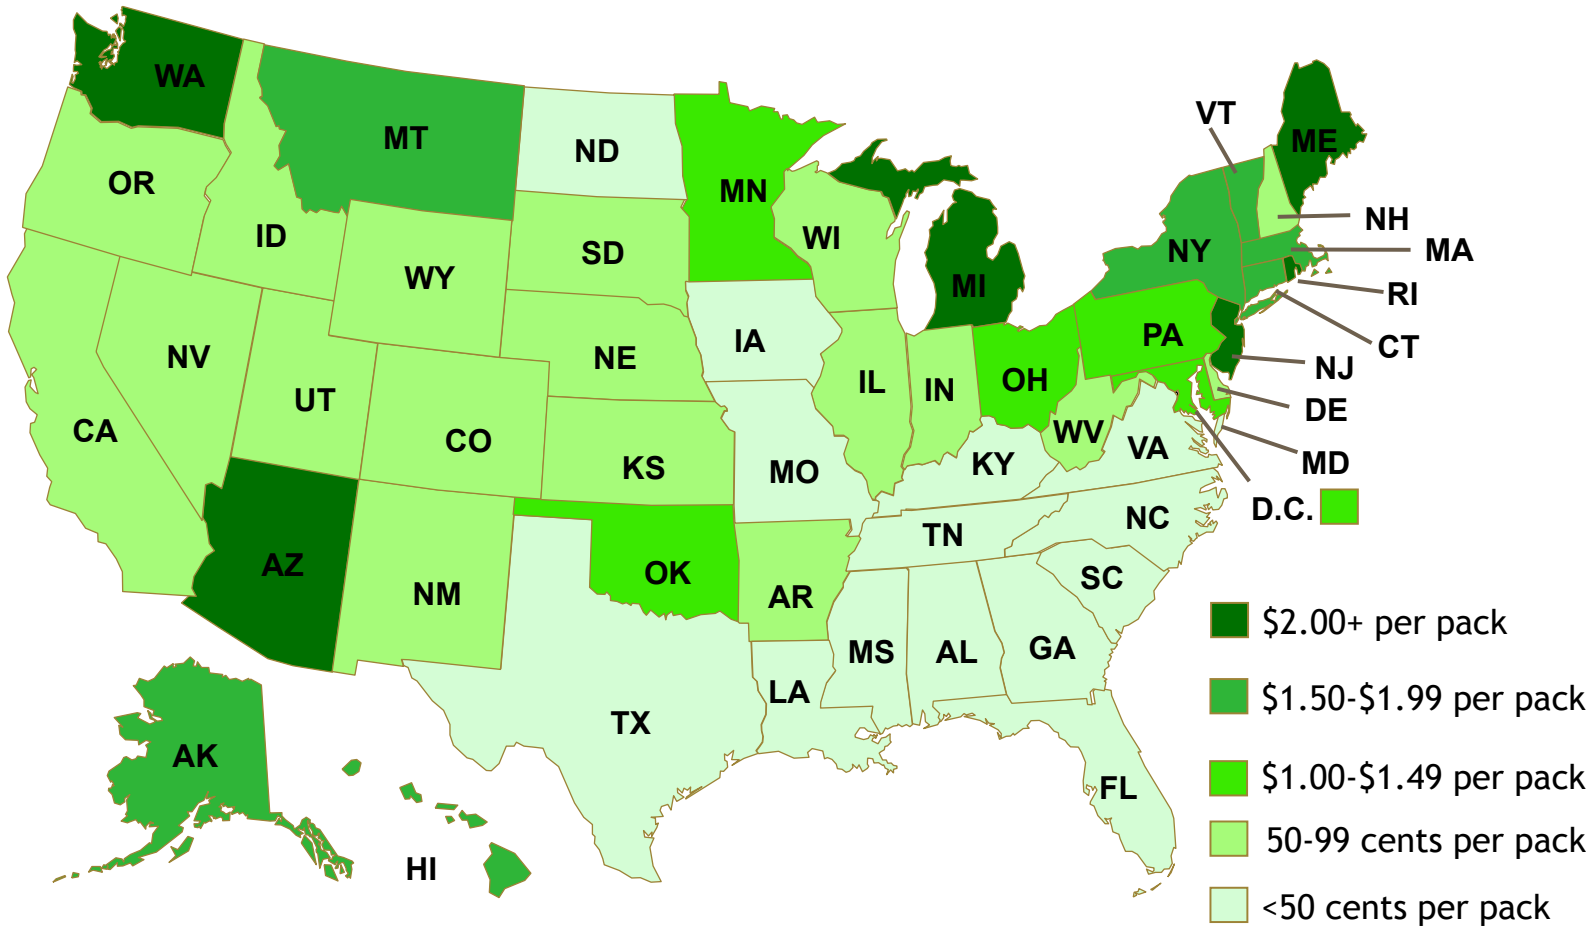 WA
MT
ND
MN
VT
ME
OR
ID
WY
SD
WI
MI
NY
NH
MA
RI
CT
NV
UT
CO
NE
IA
IL
IN
OH
PA
NJ
DE
CA
KS
MO
KY
WV
VA
MD
D.C.
AZ
NM
OK
AR
TN
NC
SC
MS
AL
GA
LA
TX
FL
AK
HI
$2.00+ per pack
$1.50-$1.99 per pack
$1.00-$1.49 per pack
50-99 cents per pack
<50 cents per pack